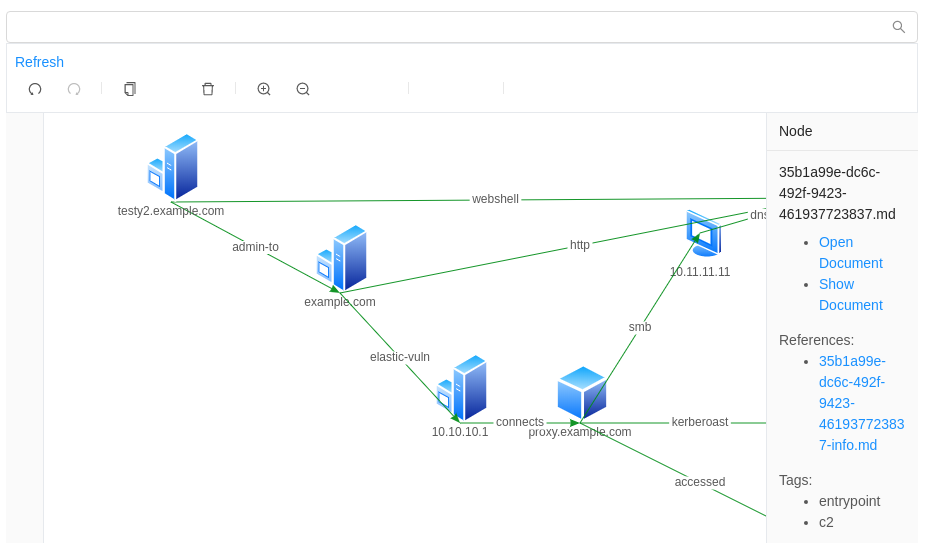 Refresh
testy2.example.com
webshell
dns
admin-to
http
10.11.11.11
example.com
smb
elastic-vuln
10.10.10.1
connects
proxy.example.com
kerberoast
accessed
Node
35b1a99e-dc6c-
492f-9423-
461937723837.md
Open
Document
Show
Document
References:
35b1a99e-
dc6c-492f-
9423-
46193772383
7-info.md
Tags:
entrypoint
c2